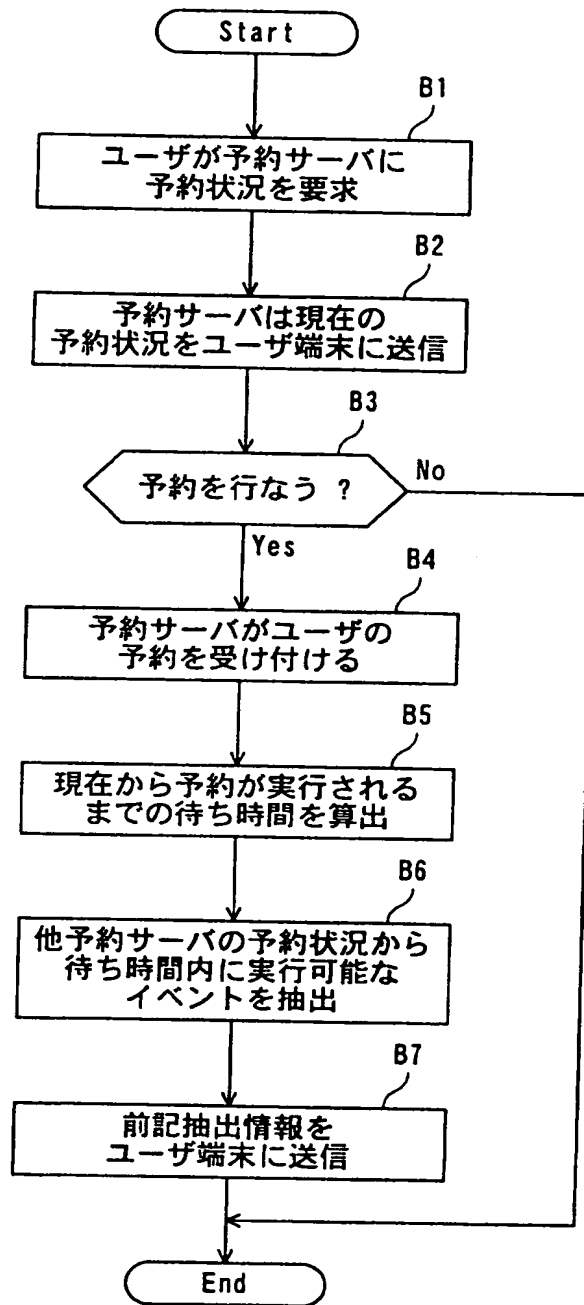 Start
B1
ユーザが予約サーバに
予約状況を要求
B2
予約サーバは現在の
予約状況をユーザ端末に送信
B3
予約を行なう ?
No
Yes
B4
予約サーバがユーザの
予約を受け付ける
B5
現在から予約が実行される
までの待ち時間を算出
B6
他予約サーバの予約状況から
待ち時間内に実行可能な
イベントを抽出
B7
前記抽出情報を
ユーザ端末に送信
End